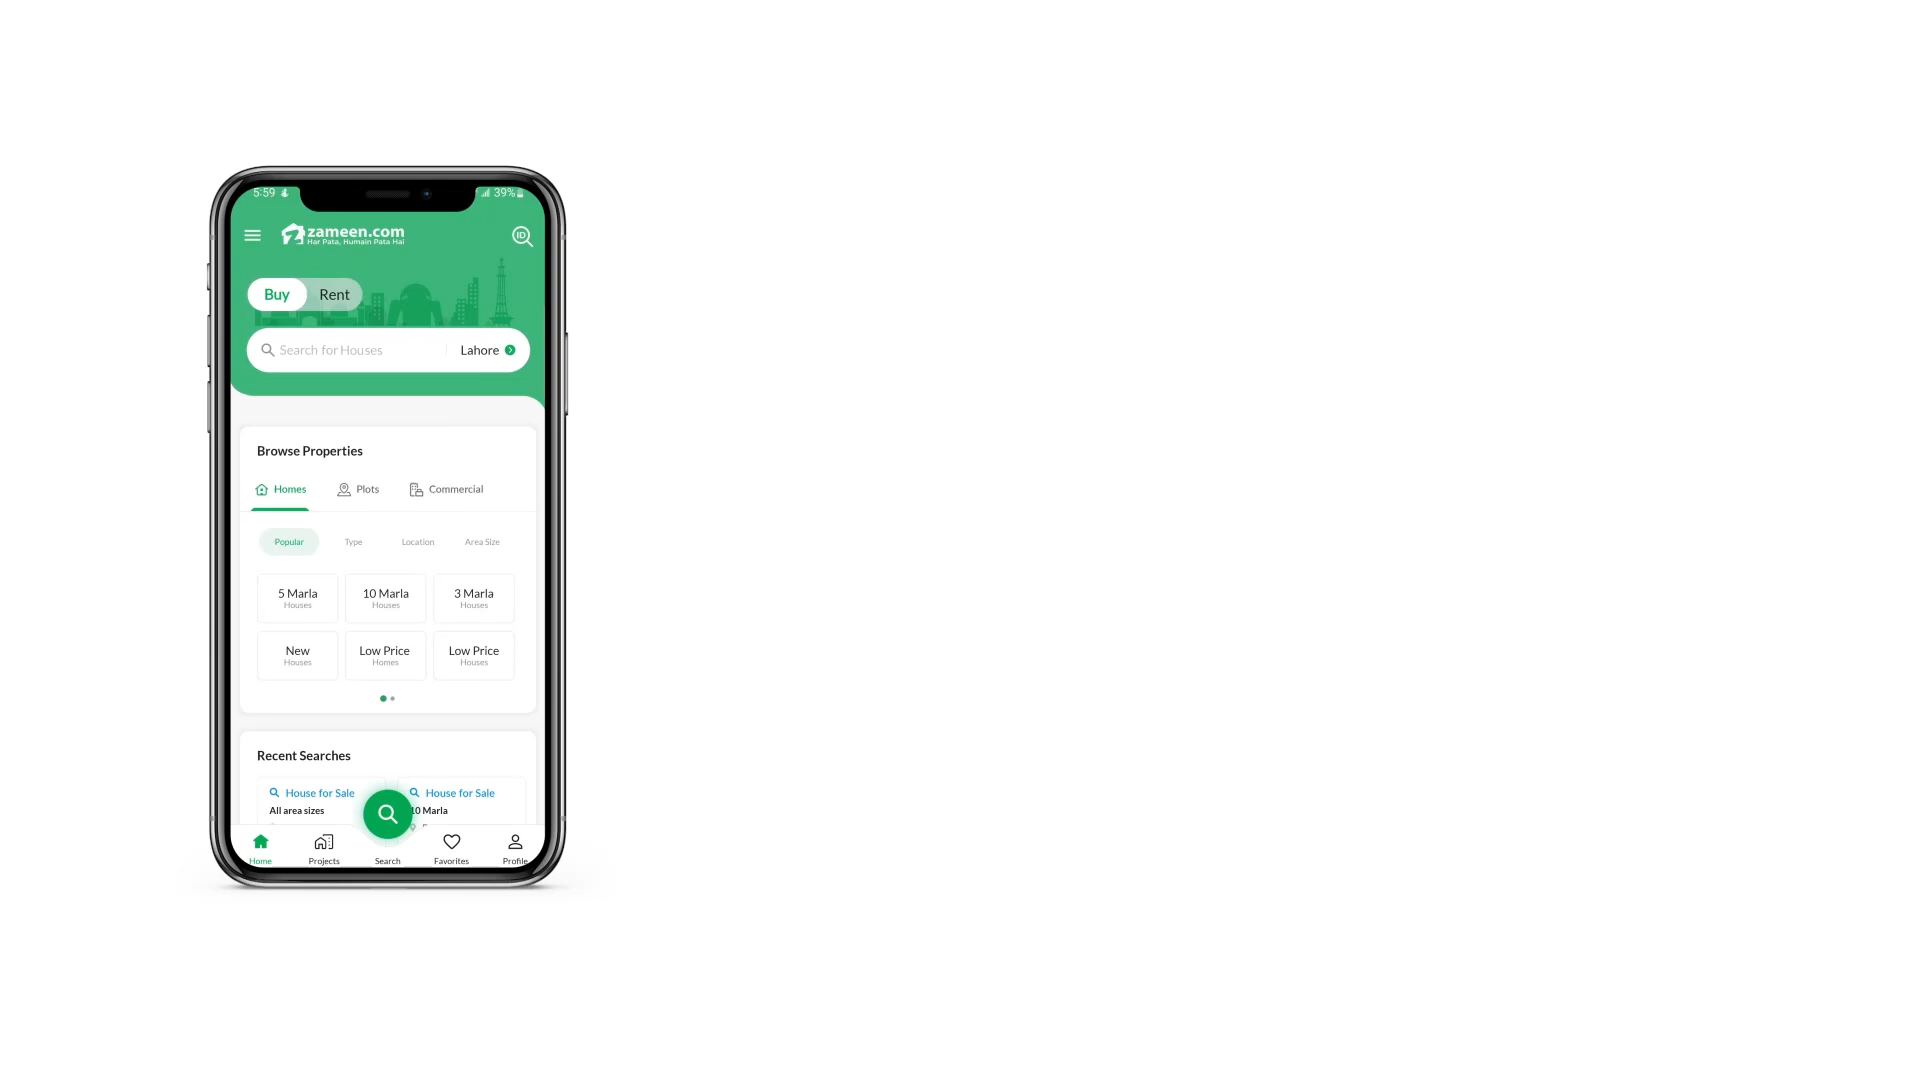 5:59
39%
zameen.com
Har Pata, Humain Pata Hai
ID
Buy
Rent
Search for Houses
Lahore
Browse Properties
Homes
Plots
Commercial
Popular
Type
Location
Area Size
5 Marla
Houses
10 Marla
Houses
3 Marla
Houses
New
Houses
Low Price
Homes
Low Price
Houses
Recent Searches
House for Sale
All area sizes
House for Sale
10 Marla
Home
Projects
Search
Favorites
Profile